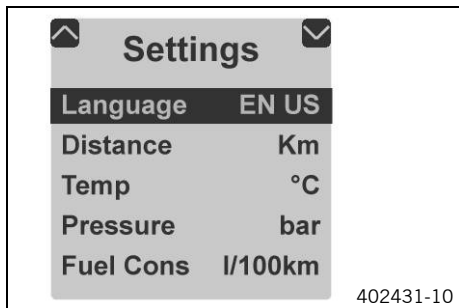 Settings
Language EN US
Distance Km
Temp °C
Pressure bar
Fuel Cons l/100km
402431-10